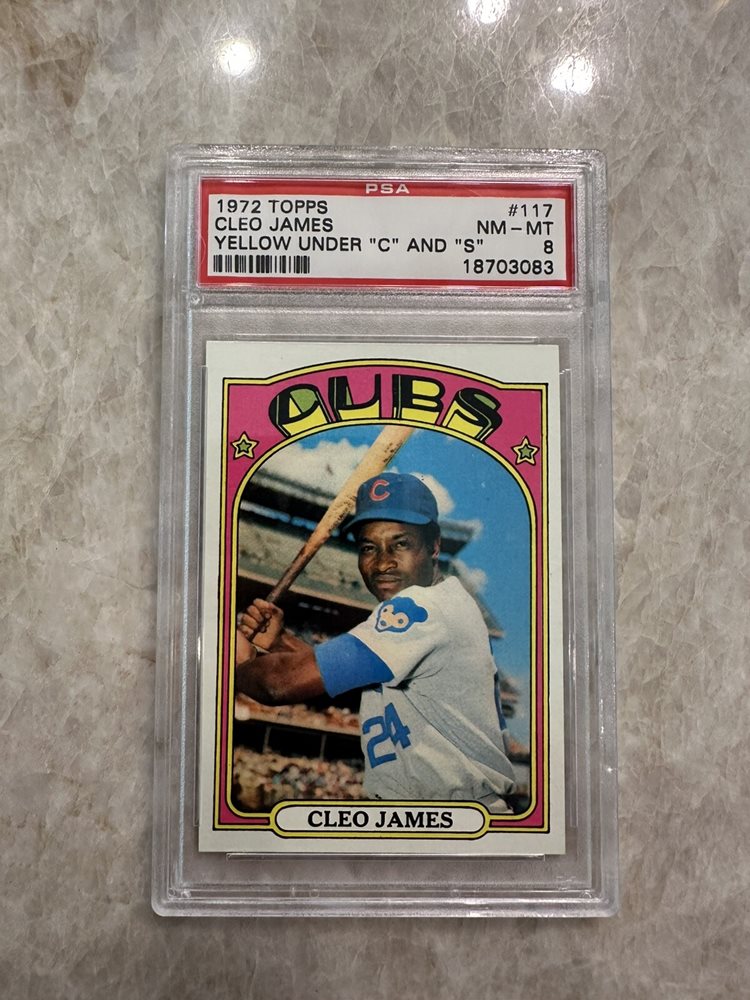 PSA
1972 TOPPS #117
CLEO JAMES NM-MT
YELLOW UNDER "C" AND "S" 8
18703083
CUBS
C
24
CLEO JAMES